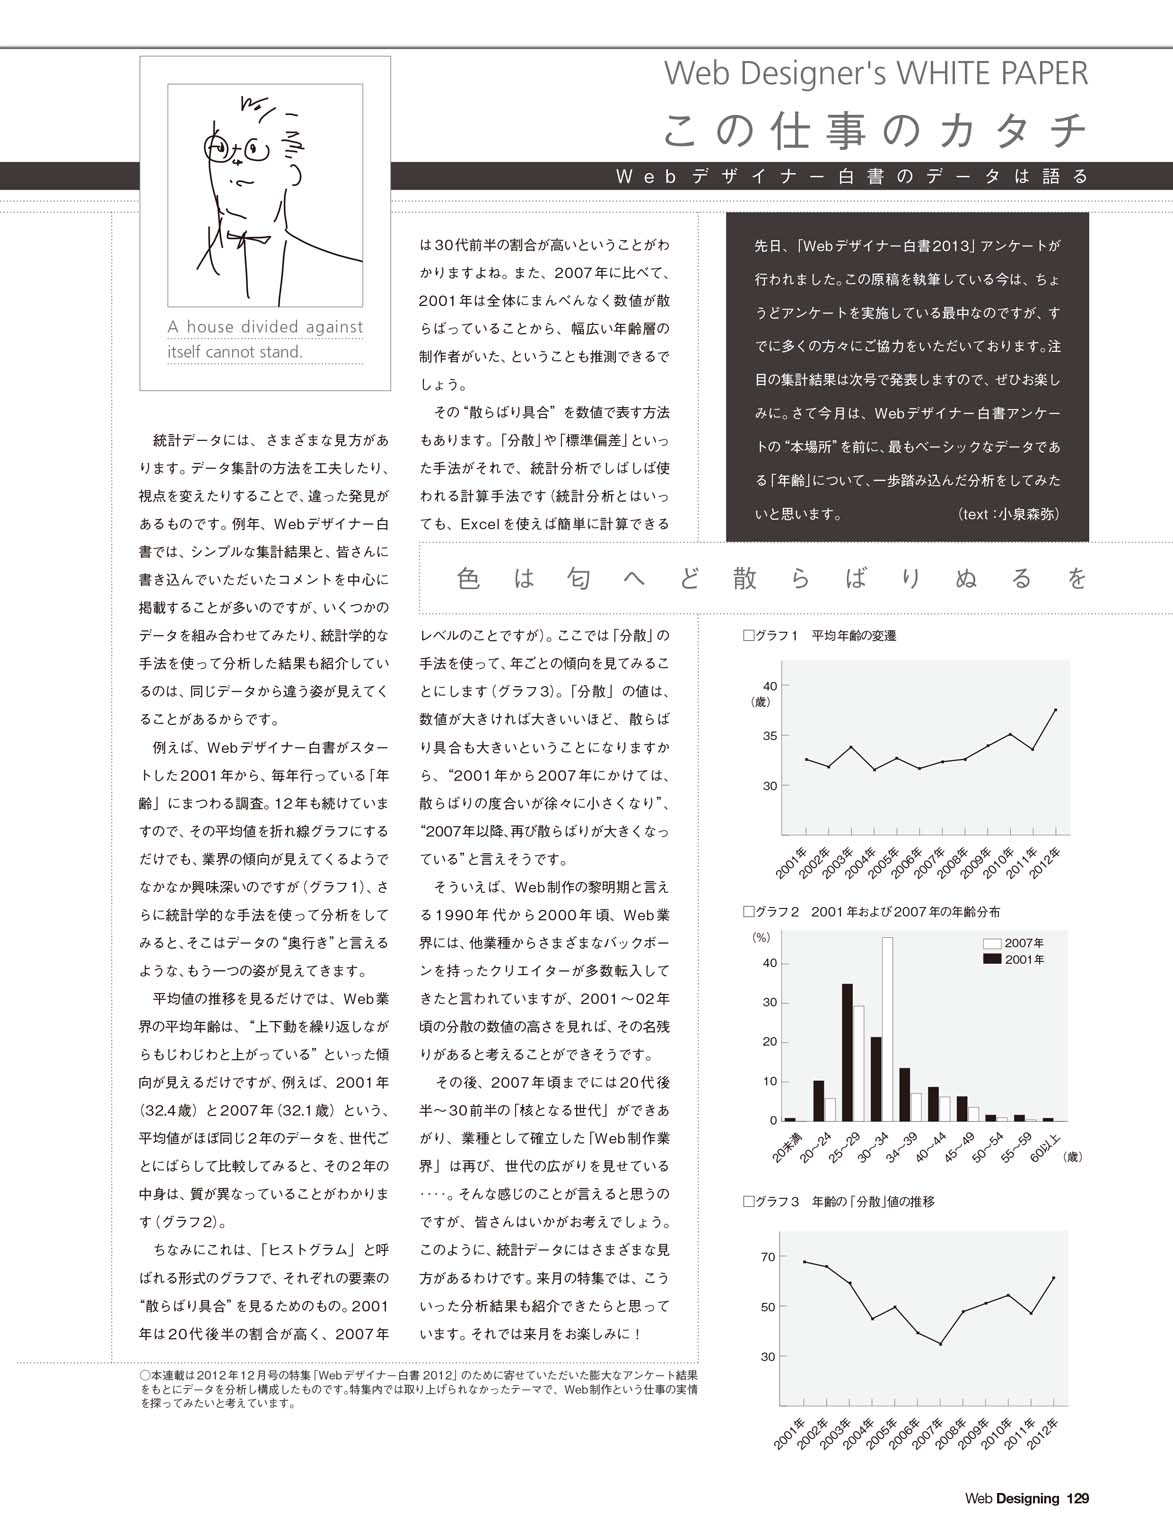 Web Designer's WHITE PAPER
この仕事のカタチ
Webデザイナー白書のデータは語る
A house divided against
itself cannot stand.
先日、「Webデザイナー白書2013」アンケートが
行われました。この原稿を執筆している今は、ちょ
うどアンケートを実施している最中なのですが、す
でに多くの方々にご協力をいただいております。注
目の集計結果は次号で発表しますので、ぜひお楽し
みに。さて今月は、Webデザイナー白書アンケー
トの“本場所”を前に、最もベーシックなデータであ
る「年齢」について、一歩踏み込んだ分析をしてみた
いと思います。（text：小泉森弥）
色は匂へど散らばりぬるを
統計データには、さまざまな見方があ
ります。データ集計の方法を工夫したり、
視点を変えたりすることで、違った発見が
あるものです。例年、Webデザイナー白
書では、シンプルな集計結果と、皆さんに
書き込んでいただいたコメントを中心に
掲載することが多いのですが、いくつかの
データを組み合わせてみたり、統計学的な
手法を使って分析した結果も紹介してい
るのは、同じデータから違う姿が見えてく
ることがあるからです。
例えば、Webデザイナー白書がスター
トした2001年から、毎年行っている「年
齢」にまつわる調査。12年も続けていま
すので、その平均値を折れ線グラフにする
だけでも、業界の傾向が見えてくるようで
なかなか興味深いのですが（グラフ1）、さ
らに統計学的な手法を使って分析をして
みると、そこはデータの“奥行き”と言える
ような、もう一つの姿が見えてきます。
平均値の推移を見るだけでは、Web業
界の平均年齢は、“上下動を繰り返しなが
らもじわじわと上がっている”といった傾
向が見えるだけですが、例えば、2001年
（32.4歳）と2007年（32.1歳）という、
平均値がほぼ同じ2年のデータを、世代ご
とにばらして比較してみると、その2年の
中身は、質が異なっていることがわかりま
す（グラフ2）。
ちなみにこれは、「ヒストグラム」と呼
ばれる形式のグラフで、それぞれの要素の
“散らばり具合”を見るためのもの。2001
年は20代後半の割合が高く、2007年
は30代前半の割合が高いということがわ
かりますよね。また、2007年に比べて、
2001年は全体にまんべんなく数値が散
らばっていることから、幅広い年齢層の
制作者がいた、ということも推測できるで
しょう。
その“散らばり具合”を数値で表す方法
もあります。「分散」や「標準偏差」といっ
た手法がそれで、統計分析でしばしば使
われる計算手法です（統計分析とはいっ
ても、Excelを使えば簡単に計算できる
レベルのことですが）。ここでは「分散」の
手法を使って、年ごとの傾向を見てみるこ
とにします（グラフ3）。「分散」の値は、
数値が大きければ大きいいほど、散らば
り具合も大きいということになりますか
ら、“2001年から2007年にかけては、
散らばりの度合いが徐々に小さくなり”、
“2007年以降、再び散らばりが大きくなっ
ている”と言えそうです。
そういえば、Web制作の黎明期と言え
る1990年代から2000年頃、Web業
界には、他業種からさまざまなバックボー
ンを持ったクリエイターが多数転入して
きたと言われていますが、2001～02年
頃の分散の数値の高さを見れば、その名残
りがあると考えることができそうです。
その後、2007年頃までには20代後
半～30前半の「核となる世代」ができあ
がり、業種として確立した「Web制作業
界」は再び、世代の広がりを見せている
‥‥。そんな感じのことが言えると思うの
ですが、皆さんはいかがお考えでしょう。
このように、統計データにはさまざまな見
方があるわけです。来月の特集では、こう
いった分析結果も紹介できたらと思って
います。それでは来月をお楽しみに！
□グラフ1　平均年齢の変遷
40
（歳）
35
30
2001年 2002年 2003年 2004年 2005年 2006年 2007年 2008年 2009年 2010年 2011年 2012年
□グラフ2　2001年および2007年の年齢分布
（%）
2007年
2001年
40
30
20
10
0
20未満 20～24 25～29 30～34 34～39 40～44 45～49 50～54 55～59 60以上 （歳）
□グラフ3　年齢の「分散」値の推移
70
50
30
2001年 2002年 2003年 2004年 2005年 2006年 2007年 2008年 2009年 2010年 2011年 2012年
○本連載は2012年12月号の特集「Webデザイナー白書2012」のために寄せていただいた膨大なアンケート結果
をもとにデータを分析し構成したものです。特集内では取り上げられなかったテーマで、Web制作という仕事の実情
を探ってみたいと考えています。
Web Designing 129